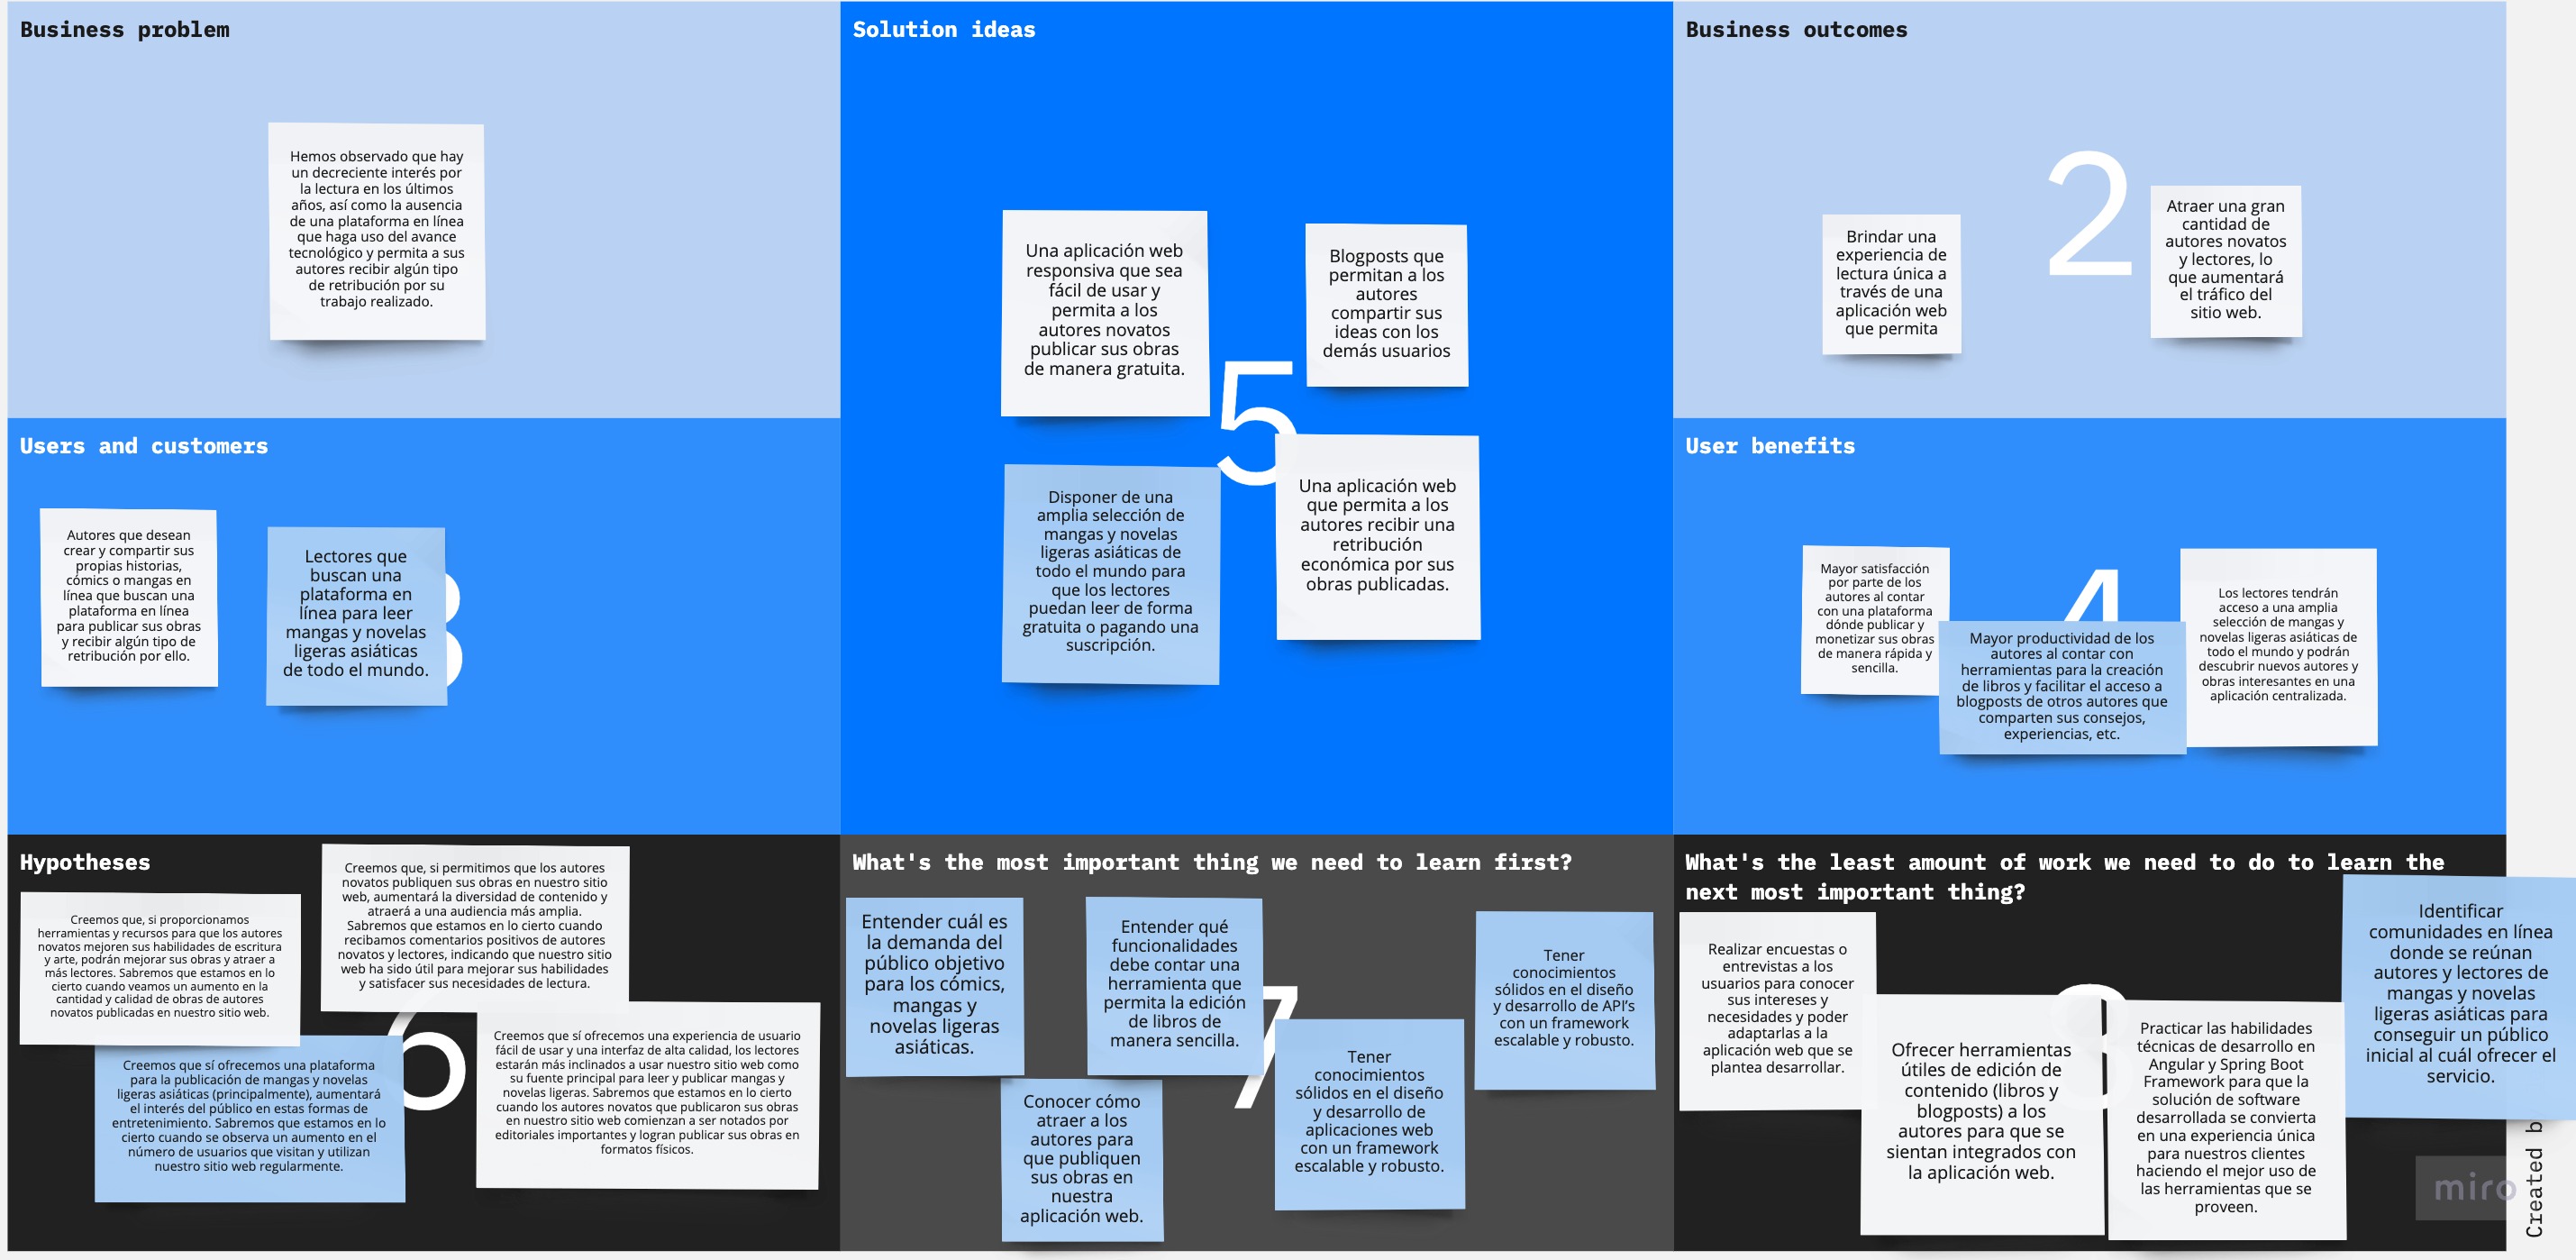 Business problem
Hemos observado que hay
un decreciente interés por
la lectura en los últimos
años, así como la ausencia
de una plataforma en línea
que haga uso del avance
tecnológico y permita a sus
autores recibir algún tipo
de retribución por su
trabajo realizado.
Solution ideas
Una aplicación web
responsiva que sea
fácil de usar y
permita a los
autores novatos
publicar sus obras
de manera gratuita.
Blogposts que
permitan a los
autores
compartir sus
ideas con los
demás usuarios
5
Disponer de una
amplia selección de
mangas y novelas
ligeras asiáticas de
todo el mundo para
que los lectores
puedan leer de forma
gratuita o pagando una
suscripción.
Una aplicación web
que permita a los
autores recibir una
retribución
económica por sus
obras publicadas.
Business outcomes
2
Brindar una
experiencia de
lectura única a
través de una
aplicación web
que permita
Atraer una gran
cantidad de
autores novatos
y lectores, lo
que aumentará
el tráfico del
sitio web.
Users and customers
Autores que desean
crear y compartir sus
propias historias,
cómics o mangas en
línea que buscan una
plataforma en línea
para publicar sus obras
y recibir algún tipo de
retribución por ello.
Lectores que
buscan una
plataforma en
línea para leer
mangas y novelas
ligeras asiáticas
de todo el mundo.
3
User benefits
4
Mayor satisfacción
por parte de los
autores al contar
con una plataforma
dónde publicar y
monetizar sus obras
de manera rápida y
sencilla.
Mayor productividad de los
autores al contar con
herramientas para la creación
de libros y facilitar el acceso a
blogposts de otros autores que
comparten sus consejos,
experiencias, etc.
Los lectores tendrán
acceso a una amplia
selección de mangas y
novelas ligeras asiáticas de
todo el mundo y podrán
descubrir nuevos autores y
obras interesantes en una
aplicación centralizada.
Hypotheses
Creemos que, si proporcionamos
herramientas y recursos para que los autores
novatos mejoren sus habilidades de escritura
y arte, podrán mejorar sus obras y atraer a
más lectores. Sabremos que estamos en lo
cierto cuando veamos un aumento en la
cantidad y calidad de obras de autores
novatos publicadas en nuestro sitio web.
Creemos que, si permitimos que los autores
novatos publiquen sus obras en nuestro sitio
web, aumentará la diversidad de contenido y
atraerá a una audiencia más amplia.
Sabremos que estamos en lo cierto cuando
recibamos comentarios positivos de autores
novatos y lectores, indicando que nuestro sitio
web ha sido útil para mejorar sus habilidades
y satisfacer sus necesidades de lectura.
6
Creemos que sí ofrecemos una plataforma
para la publicación de mangas y novelas
ligeras asiáticas (principalmente), aumentará
el interés del público en estas formas de
entretenimiento. Sabremos que estamos en lo
cierto cuando se observa un aumento en el
número de usuarios que visitan y utilizan
nuestro sitio web regularmente.
Creemos que sí ofrecemos una experiencia de usuario
fácil de usar y una interfaz de alta calidad, los lectores
estarán más inclinados a usar nuestro sitio web como
su fuente principal para leer y publicar mangas y
novelas ligeras. Sabremos que estamos en lo cierto
cuando los autores novatos que publicaron sus obras
en nuestro sitio web comienzan a ser notados por
editoriales importantes y logran publicar sus obras en
formatos físicos.
What's the most important thing we need to learn first?
Entender cuál es
la demanda del
público objetivo
para los cómics,
mangas y
novelas ligeras
asiáticas.
Entender qué
funcionalidades
debe contar una
herramienta que
permita la edición
de libros de
manera sencilla.
7
Tener
conocimientos
sólidos en el diseño
y desarrollo de API's
con un framework
escalable y robusto.
Conocer cómo
atraer a los
autores para
que publiquen
sus obras en
nuestra
aplicación web.
Tener
conocimientos
sólidos en el diseño
y desarrollo de
aplicaciones web
con un framework
escalable y robusto.
What's the least amount of work we need to do to learn the
next most important thing?
8
Realizar encuestas o
entrevistas a los
usuarios para conocer
sus intereses y
necesidades y poder
adaptarlas a la
aplicación web que se
plantea desarrollar.
Ofrecer herramientas
útiles de edición de
contenido (libros y
blogposts) a los
autores para que se
sientan integrados con
la aplicación web.
Practicar las habilidades
técnicas de desarrollo en
Angular y Spring Boot
Framework para que la
solución de software
desarrollada se convierta
en una experiencia única
para nuestros clientes
haciendo el mejor uso de
las herramientas que se
proveen.
Identificar
comunidades en línea
donde se reúnan
autores y lectores de
mangas y novelas
ligeras asiáticas para
conseguir un público
inicial al cuál ofrecer el
servicio.
miro
Created b